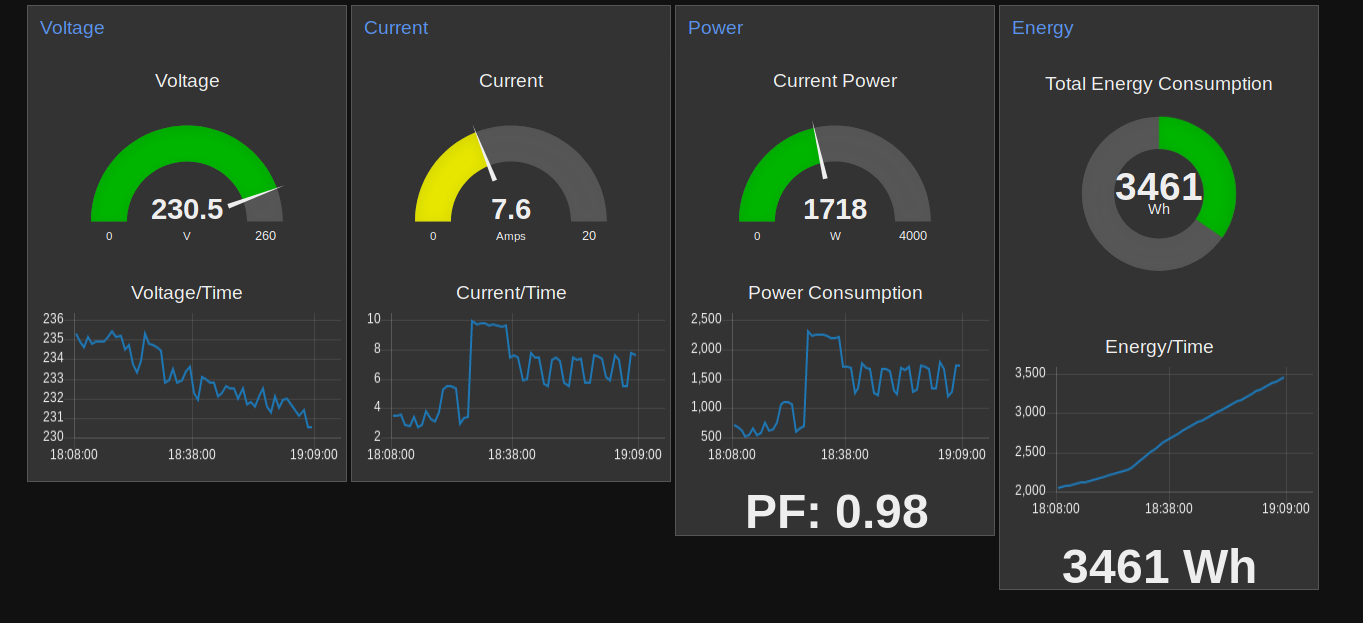 Voltage
Voltage
230.5
0 V 260
Voltage/Time
236
235
234
233
232
231
230
18:08:00 18:38:00 19:09:00
Current
Current
7.6
0 Amps 20
Current/Time
10
8
6
4
2
18:08:00 18:38:00 19:09:00
Power
Current Power
1718
0 W 4000
Power Consumption
2,500
2,000
1,500
1,000
500
18:08:00 18:38:00 19:09:00
PF: 0.98
Energy
Total Energy Consumption
3461
Wh
Energy/Time
3,500
3,000
2,500
2,000
18:08:00 18:38:00 19:09:00
3461 Wh